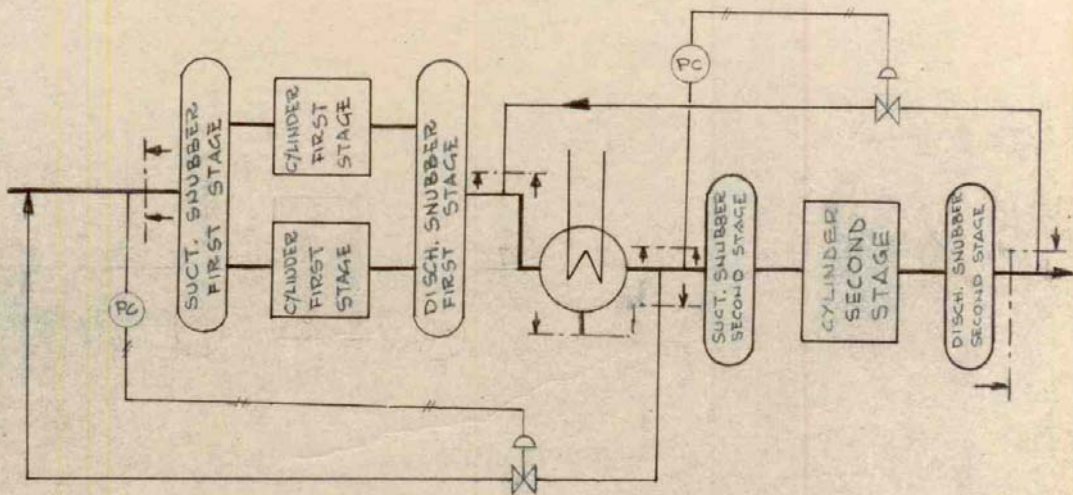 SUCT. SNUBBER
FIRST STAGE
CYLINDER
FIRST
STAGE
CYLINDER
FIRST
STAGE
DISCH. SNUBBER
FIRST STAGE
PC
PC
SUCT. SNUBBER
SECOND STAGE
CYLINDER
SECOND
STAGE
DISCH. SNUBBER
SECOND STAGE